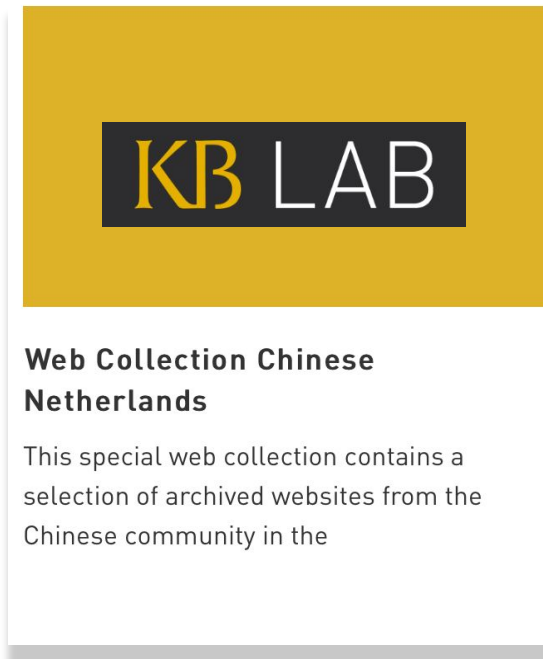 KB LAB
Web Collection Chinese
Netherlands
This special web collection contains a
selection of archived websites from the
Chinese community in the